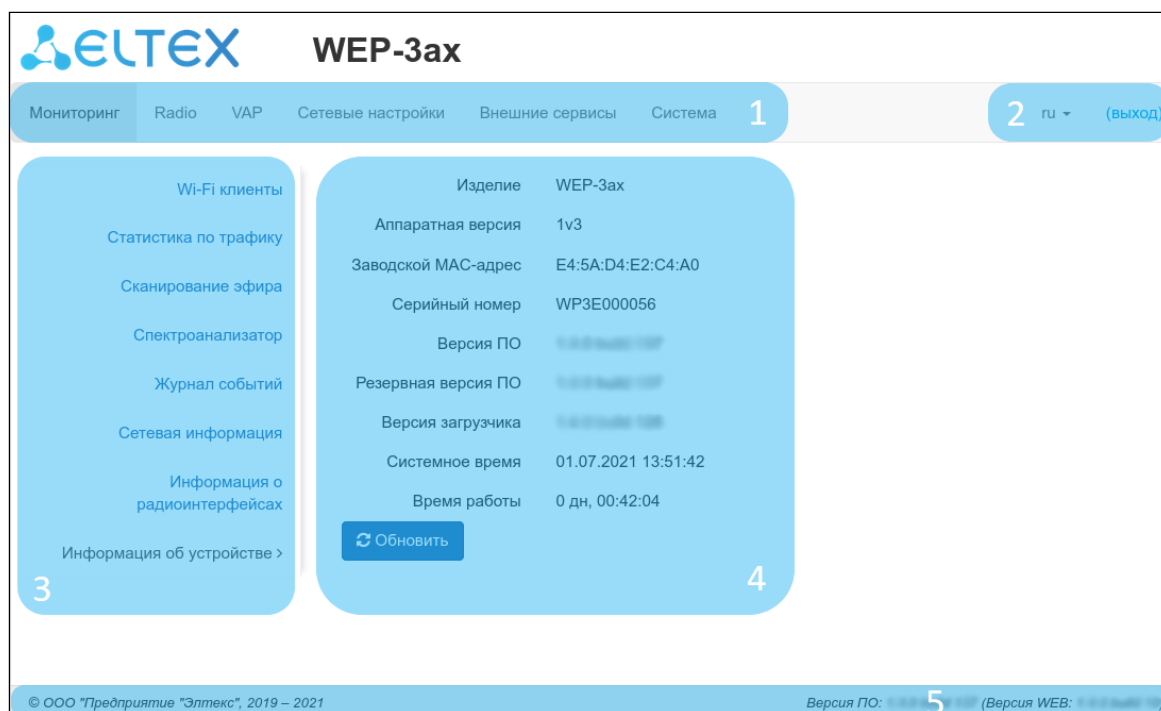 ELTEX WEP-3ax
Мониторинг Radio VAP Сетевые настройки Внешние сервисы Система 1 2 ru (выход)
Wi-Fi клиенты
Статистика по трафику
Сканирование эфира
Спектроанализатор
Журнал событий
Сетевая информация
Информация о
радиоинтерфейсах
Информация об устройстве >
3
Изделие WEP-3ax
Аппаратная версия 1v3
Заводской MAC-адрес E4:5A:D4:E2:C4:A0
Серийный номер WP3E000056
Версия ПО
Резервная версия ПО
Версия загрузчика
Системное время 01.07.2021 13:51:42
Время работы 0 дн, 00:42:04
Обновить
4
© ООО "Предприятие "Элтекс", 2019 – 2021 Версия ПО: 5 (Версия WEB: